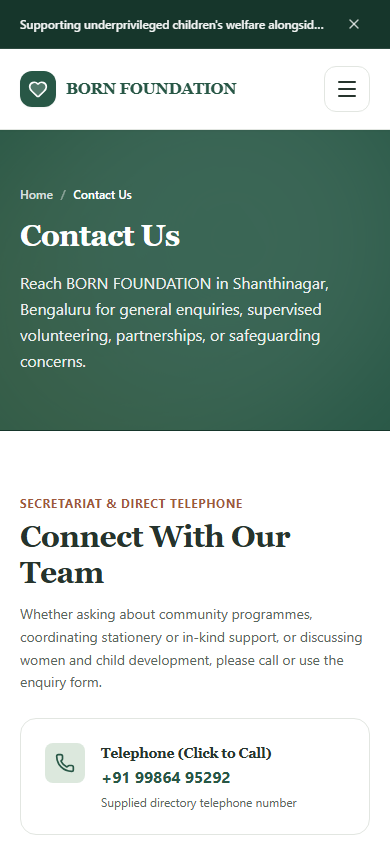 Supporting underprivileged children's welfare alongsid...
BORN FOUNDATION
Home / Contact Us
Contact Us
Reach BORN FOUNDATION in Shanthinagar,
Bengaluru for general enquiries, supervised
volunteering, partnerships, or safeguarding
concerns.
SECRETARIAT & DIRECT TELEPHONE
Connect With Our
Team
Whether asking about community programmes,
coordinating stationery or in-kind support, or discussing
women and child development, please call or use the
enquiry form.
Telephone (Click to Call)
+91 99864 95292
Supplied directory telephone number